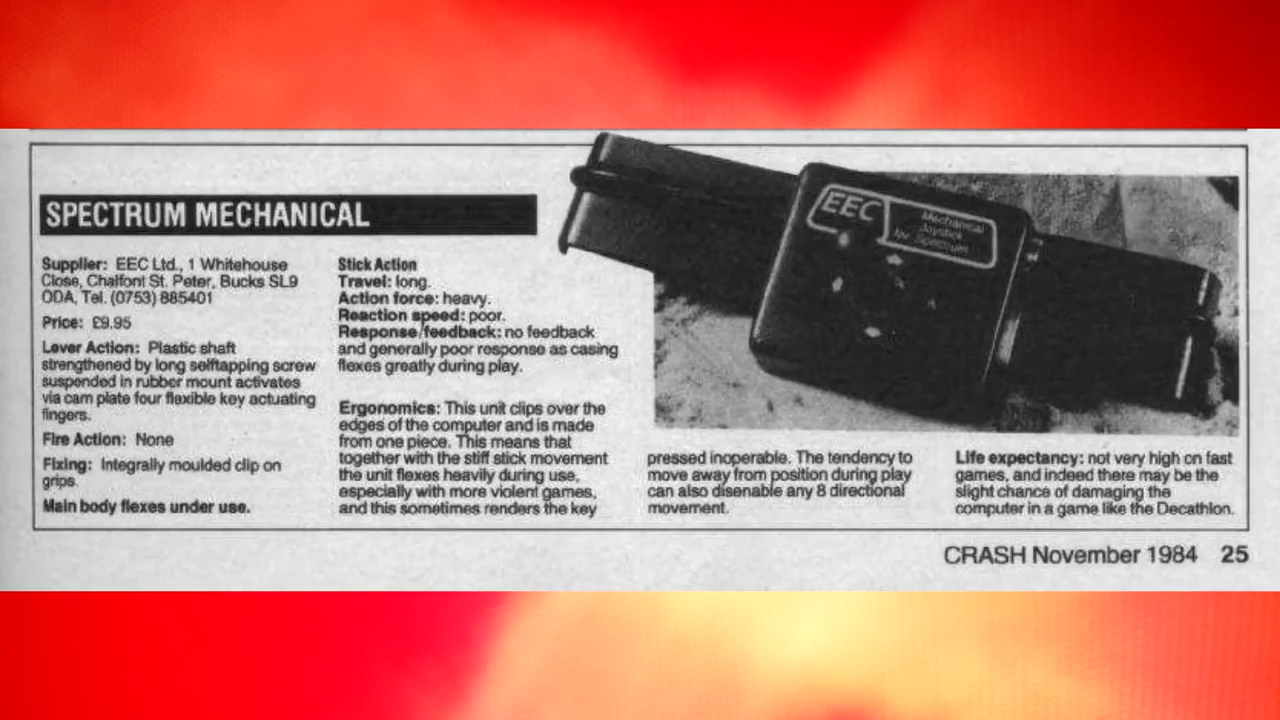 SPECTRUM MECHANICAL
Supplier: EEC Ltd., 1 Whitehouse
Close, Chalfont St. Peter, Bucks SL9
ODA, Tel. (0753) 885401
Price: £9.95
Lever Action: Plastic shaft
strengthened by long selftapping screw
suspended in rubber mount activates
via cam plate four flexible key actuating
fingers.
Fire Action: None
Fixing: Integrally moulded clip on
grips.
Main body flexes under use.
Stick Action
Travel: long.
Action force: heavy.
Reaction speed: poor.
Response/feedback: no feedback
and generally poor response as casing
flexes greatly during play.
Ergonomics: This unit clips over the
edges of the computer and is made
from one piece. This means that
together with the stiff stick movement
the unit flexes heavily during use,
especially with more violent games,
and this sometimes renders the key
EEC
Mechanical
Joystick
for Spectrum
pressed inoperable. The tendency to
move away from position during play
can also disenable any 8 directional
movement.
Life expectancy: not very high on fast
games, and indeed there may be the
slight chance of damaging the
computer in a game like the Decathlon.
CRASH November 1984 25